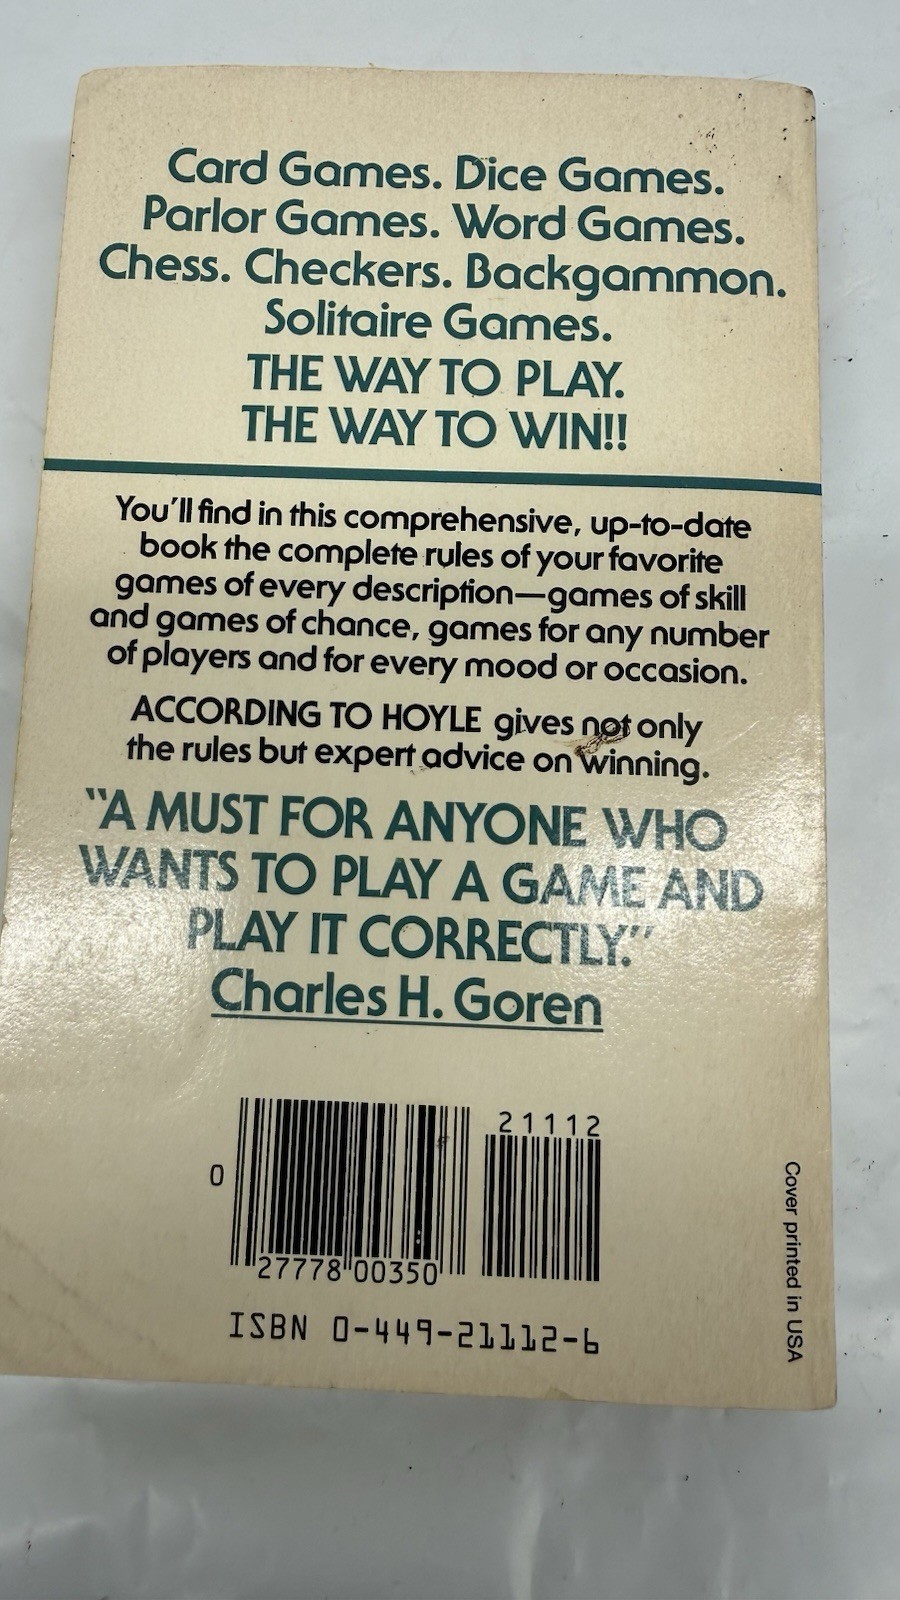 Card Games. Dice Games.
Parlor Games. Word Games.
Chess. Checkers. Backgammon.
Solitaire Games.
THE WAY TO PLAY.
THE WAY TO WIN!!
You'll find in this comprehensive, up-to-date
book the complete rules of your favorite
games of every description—games of skill
and games of chance, games for any number
of players and for every mood or occasion.
ACCORDING TO HOYLE gives not only
the rules but expert advice on winning.
"A MUST FOR ANYONE WHO
WANTS TO PLAY A GAME AND
PLAY IT CORRECTLY."
Charles H. Goren
21112
0
27778 00350
ISBN 0-449-21112-6
Cover printed in USA